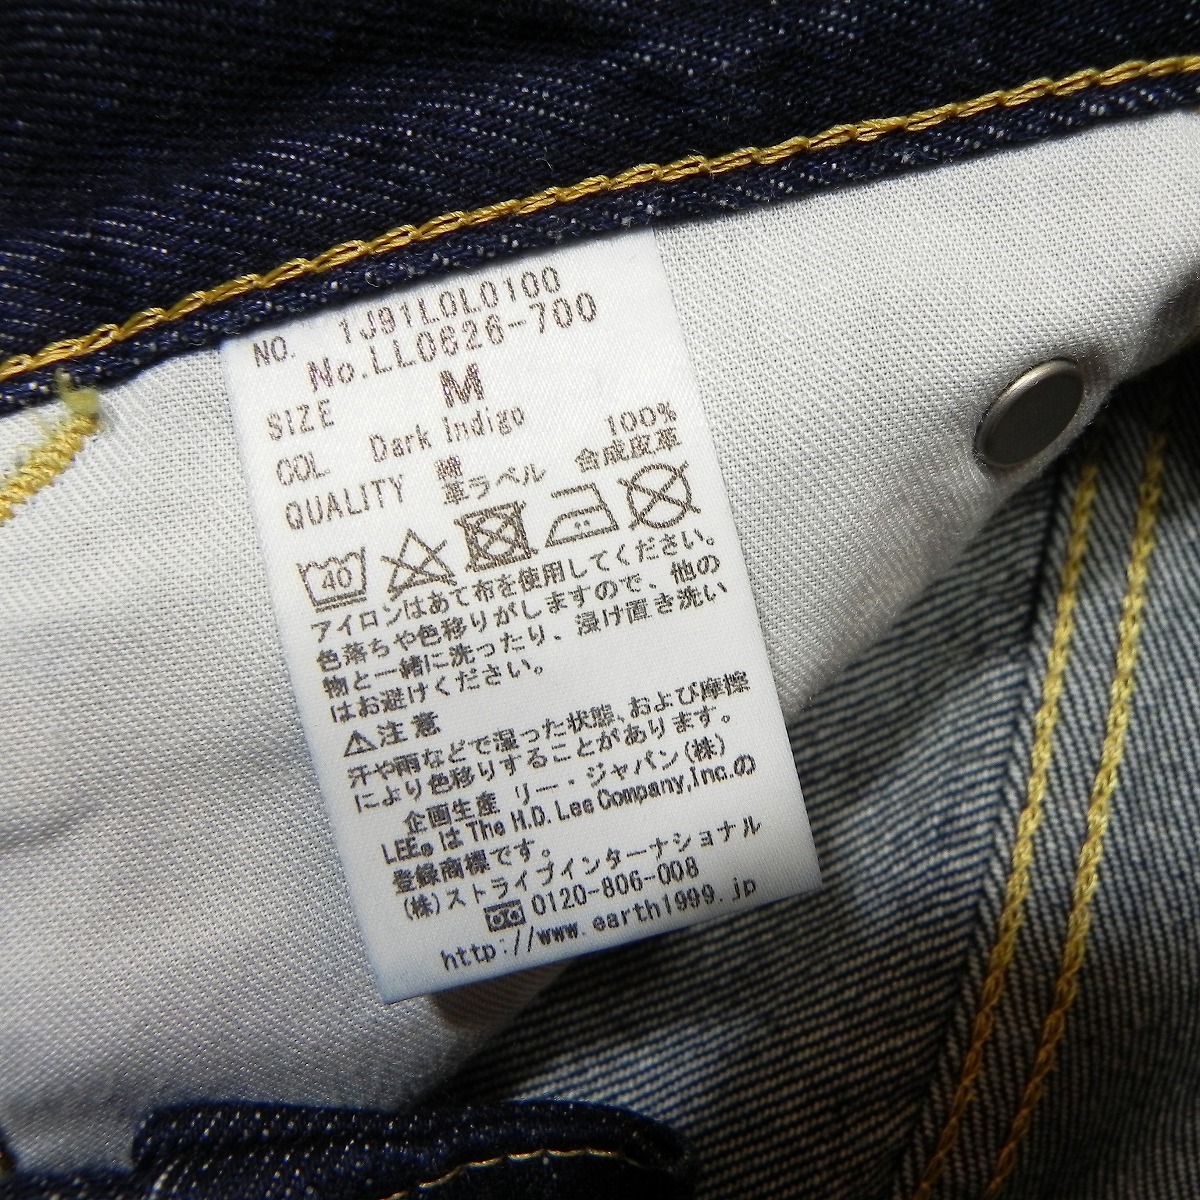 NO. 1J91L0L0100
No.LL0626-700
SIZE M
COL Dark Indigo
QUALITY 綿 100%
革ラベル 合成皮革
40
アイロンはあて布を使用してください。
色落ちや色移りがしますので、他の
物と一緒に洗ったり、浸け置き洗い
はお避けください。
⚠注意
汗や雨などで湿った状態、および摩擦
により色移りすることがあります。
企画生産 リー・ジャパン(株)
LEE®はThe H.D. Lee Company,Inc.の
登録商標です。
(株)ストライプインターナショナル
0120-806-008
http://www.earth1999.jp